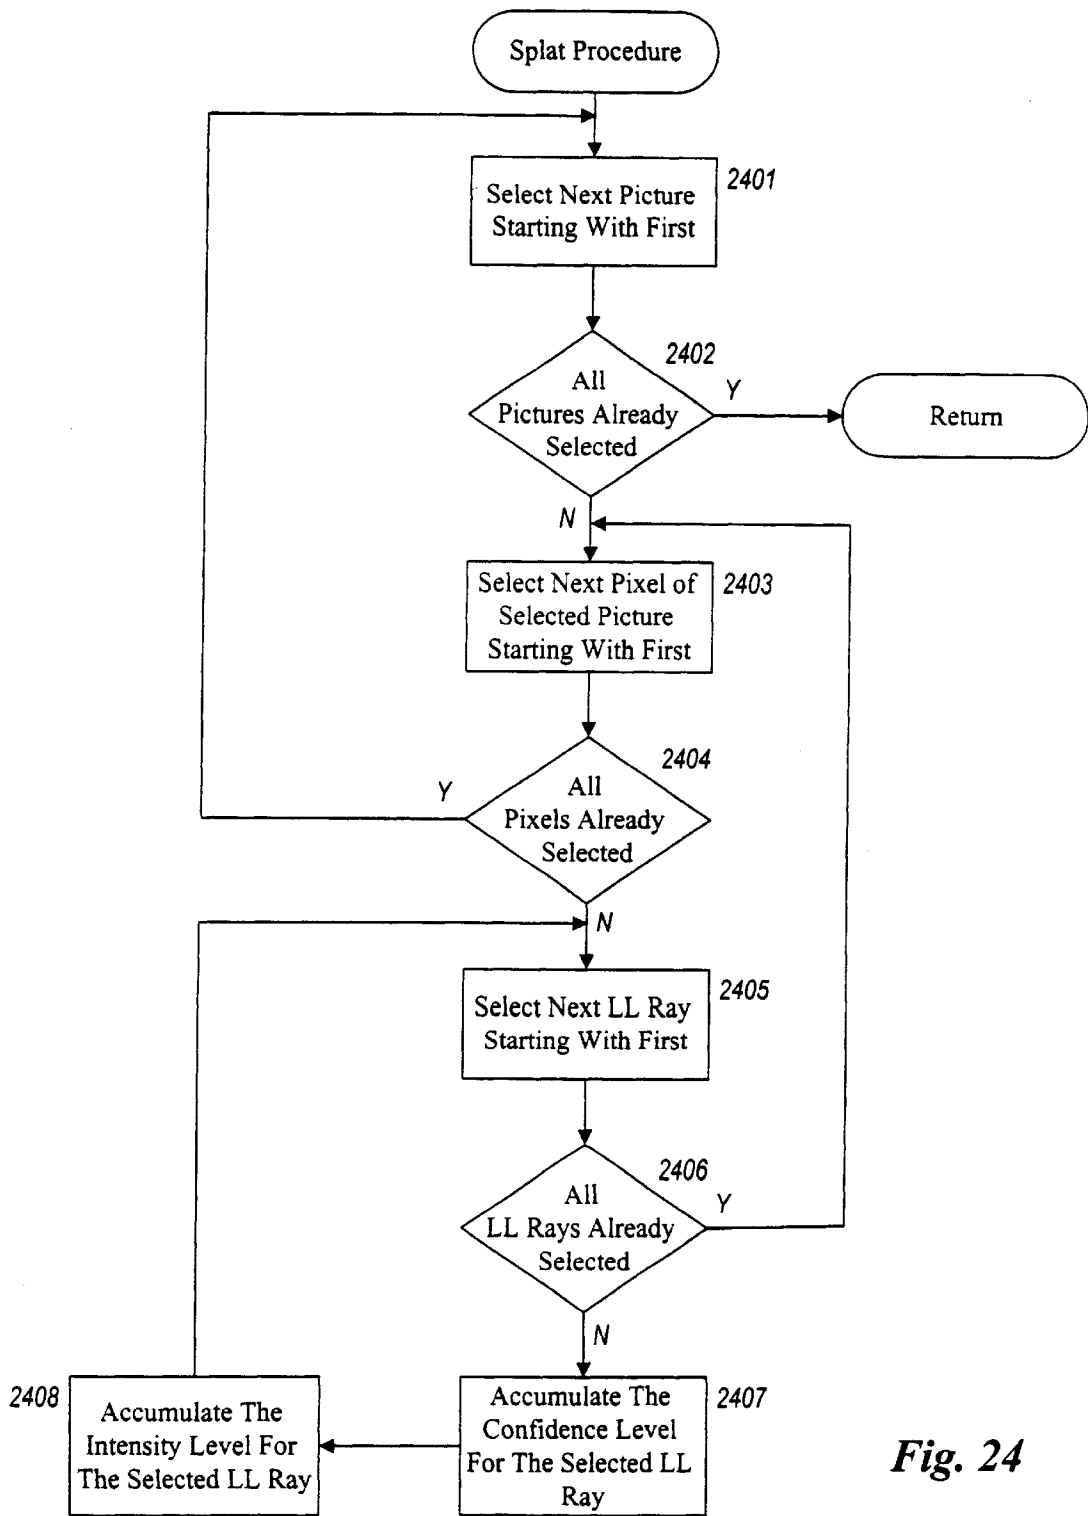 Splat Procedure
2401
Select Next Picture
Starting With First
2402
All
Pictures Already
Selected
Y
Return
N
2403
Select Next Pixel of
Selected Picture
Starting With First
2404
All
Pixels Already
Selected
Y
N
2405
Select Next LL Ray
Starting With First
2406
All
LL Rays Already
Selected
Y
N
2408
Accumulate The
Intensity Level For
The Selected LL Ray
2407
Accumulate The
Confidence Level
For The Selected LL
Ray
Fig. 24